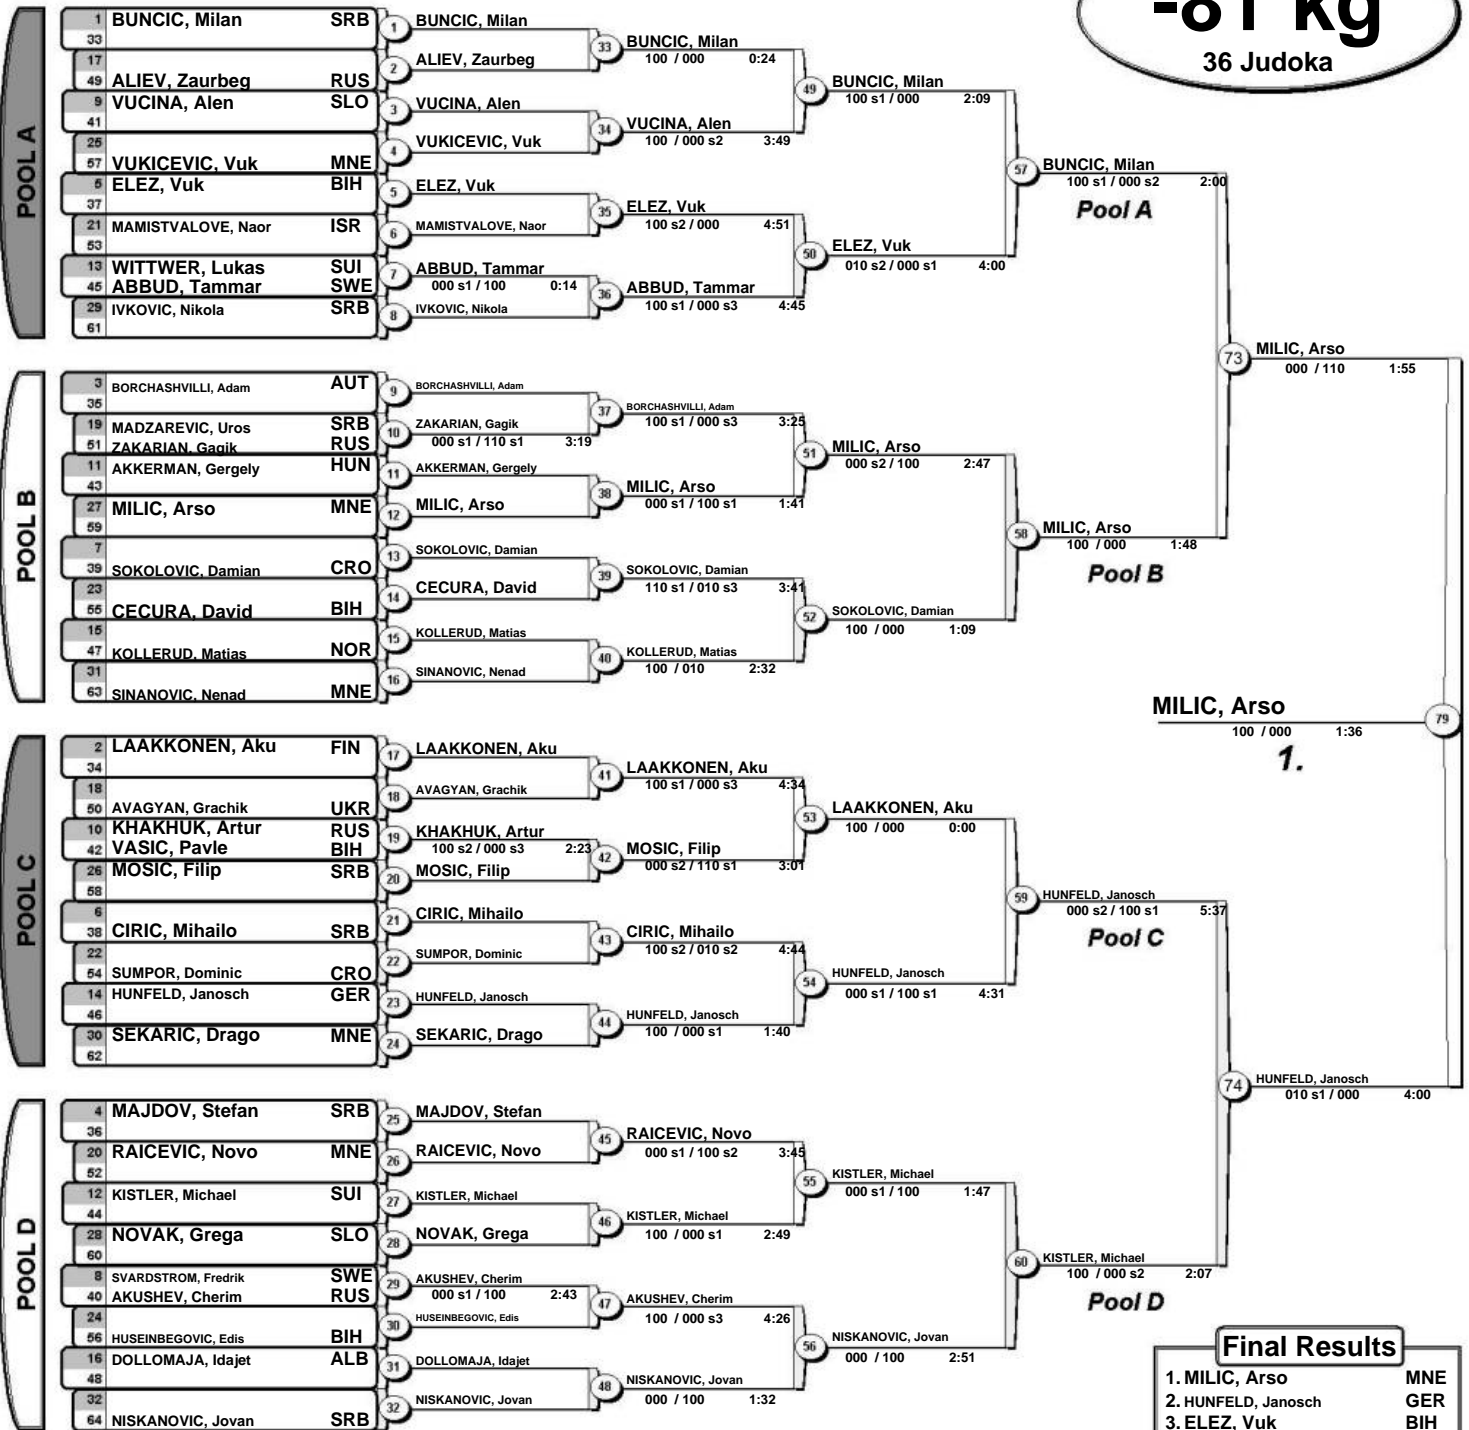 -81 kg
36 Judoka
POOL A
1 BUNCIC, Milan SRB
33
17
49 ALIEV, Zaurbeg RUS
9 VUCINA, Alen SLO
41
25
57 VUKICEVIC, Vuk MNE
5 ELEZ, Vuk BIH
37
21 MAMISTVALOVE, Naor ISR
53
13 WITTWER, Lukas SUI
45 ABBUD, Tammar SWE
29 IVKOVIC, Nikola SRB
61
1 BUNCIC, Milan
2 ALIEV, Zaurbeg
3 VUCINA, Alen
4 VUKICEVIC, Vuk
5 ELEZ, Vuk
6 MAMISTVALOVE, Naor
7 ABBUD, Tammar
000 s1 / 100 0:14
8 IVKOVIC, Nikola
33 BUNCIC, Milan
100 / 000 0:24
34 VUCINA, Alen
100 / 000 s2 3:49
35 ELEZ, Vuk
100 s2 / 000 4:51
36 ABBUD, Tammar
100 s1 / 000 s3 4:45
49 BUNCIC, Milan
100 s1 / 000 2:09
50 ELEZ, Vuk
010 s2 / 000 s1 4:00
57 BUNCIC, Milan
100 s1 / 000 s2 2:00
Pool A
POOL B
3 BORCHASHVILLI, Adam AUT
35
19 MADZAREVIC, Uros SRB
51 ZAKARIAN, Gagik RUS
11 AKKERMAN, Gergely HUN
43
27 MILIC, Arso MNE
59
7
39 SOKOLOVIC, Damian CRO
23
55 CECURA, David BIH
15
47 KOLLERUD, Matias NOR
31
63 SINANOVIC, Nenad MNE
9 BORCHASHVILLI, Adam
10 ZAKARIAN, Gagik
000 s1 / 110 s1 3:19
11 AKKERMAN, Gergely
12 MILIC, Arso
13 SOKOLOVIC, Damian
14 CECURA, David
15 KOLLERUD, Matias
16 SINANOVIC, Nenad
37 BORCHASHVILLI, Adam
100 s1 / 000 s3 3:25
38 MILIC, Arso
000 s1 / 100 s1 1:41
39 SOKOLOVIC, Damian
110 s1 / 010 s3 3:41
40 KOLLERUD, Matias
100 / 010 2:32
51 MILIC, Arso
000 s2 / 100 2:47
52 SOKOLOVIC, Damian
100 / 000 1:09
58 MILIC, Arso
100 / 000 1:48
Pool B
73 MILIC, Arso
000 / 110 1:55
MILIC, Arso 79
100 / 000 1:36
1.
POOL C
2 LAAKKONEN, Aku FIN
34
18
50 AVAGYAN, Grachik UKR
10 KHAKHUK, Artur RUS
42 VASIC, Pavle BIH
26 MOSIC, Filip SRB
58
6
38 CIRIC, Mihailo SRB
22
54 SUMPOR, Dominic CRO
14 HUNFELD, Janosch GER
46
30 SEKARIC, Drago MNE
62
17 LAAKKONEN, Aku
18 AVAGYAN, Grachik
19 KHAKHUK, Artur
100 s2 / 000 s3 2:23
20 MOSIC, Filip
21 CIRIC, Mihailo
22 SUMPOR, Dominic
23 HUNFELD, Janosch
24 SEKARIC, Drago
41 LAAKKONEN, Aku
100 s1 / 000 s3 4:34
42 MOSIC, Filip
000 s2 / 110 s1 3:01
43 CIRIC, Mihailo
100 s2 / 010 s2 4:44
44 HUNFELD, Janosch
100 / 000 s1 1:40
53 LAAKKONEN, Aku
100 / 000 0:00
54 HUNFELD, Janosch
000 s1 / 100 s1 4:31
59 HUNFELD, Janosch
000 s2 / 100 s1 5:37
Pool C
74 HUNFELD, Janosch
010 s1 / 000 4:00
POOL D
4 MAJDOV, Stefan SRB
36
20 RAICEVIC, Novo MNE
52
12 KISTLER, Michael SUI
44
28 NOVAK, Grega SLO
60
8 SVARDSTROM, Fredrik SWE
40 AKUSHEV, Cherim RUS
24
56 HUSEINBEGOVIC, Edis BIH
16 DOLLOMAJA, Idajet ALB
48
32
64 NISKANOVIC, Jovan SRB
25 MAJDOV, Stefan
26 RAICEVIC, Novo
27 KISTLER, Michael
28 NOVAK, Grega
29 AKUSHEV, Cherim
000 s1 / 100 2:43
30 HUSEINBEGOVIC, Edis
31 DOLLOMAJA, Idajet
32 NISKANOVIC, Jovan
45 RAICEVIC, Novo
000 s1 / 100 s2 3:45
46 KISTLER, Michael
100 / 000 s1 2:49
47 AKUSHEV, Cherim
100 / 000 s3 4:26
48 NISKANOVIC, Jovan
000 / 100 1:32
55 KISTLER, Michael
000 s1 / 100 1:47
56 NISKANOVIC, Jovan
000 / 100 2:51
60 KISTLER, Michael
100 / 000 s2 2:07
Pool D
Final Results
1. MILIC, Arso MNE
2. HUNFELD, Janosch GER
3. ELEZ, Vuk BIH